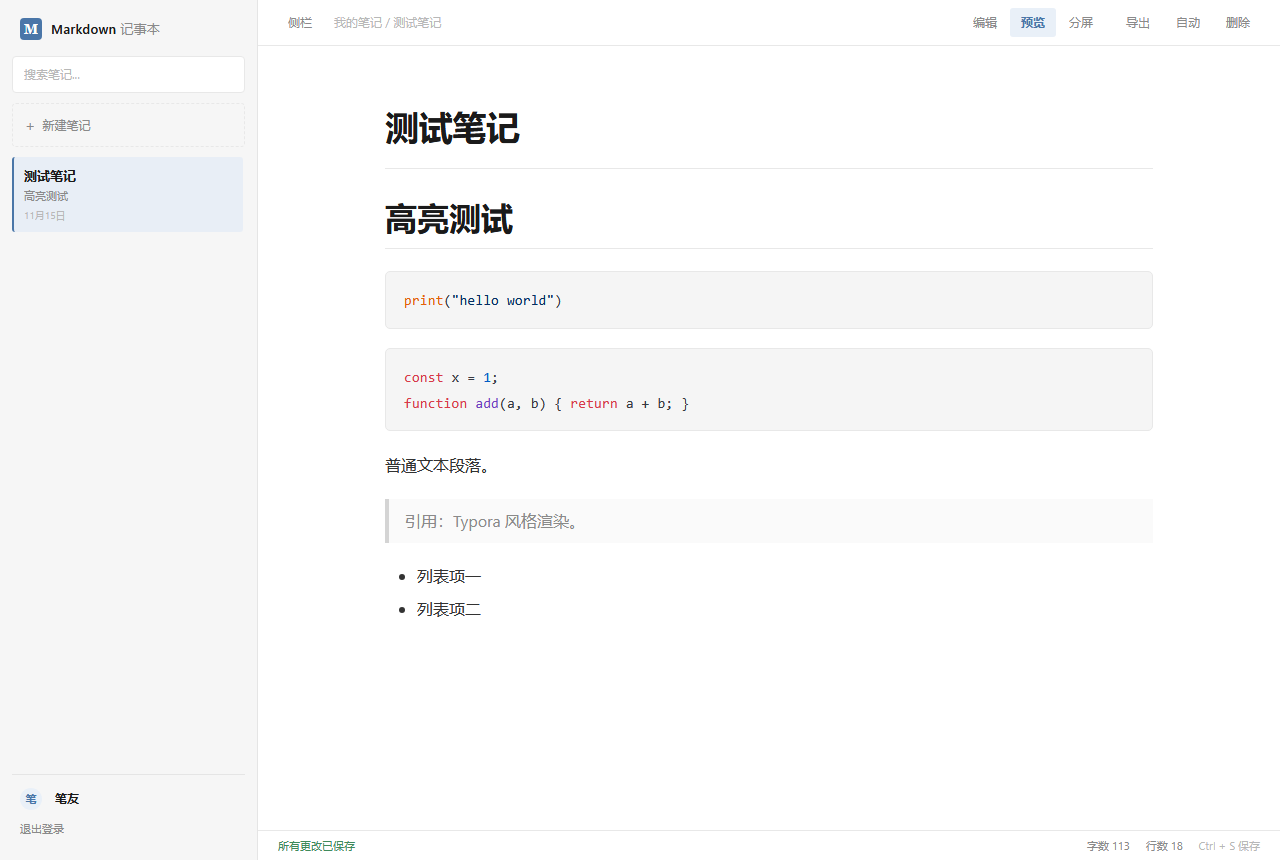 M Markdown 记事本
搜索笔记...
+ 新建笔记
测试笔记
高亮测试
11月15日
笔 笔友
退出登录
侧栏 我的笔记 / 测试笔记 编辑 预览 分屏 导出 自动 删除
测试笔记
高亮测试
print("hello world")
const x = 1;
function add(a, b) { return a + b; }
普通文本段落。
引用：Typora 风格渲染。
列表项一
列表项二
所有更改已保存 字数 113 行数 18 Ctrl + S 保存